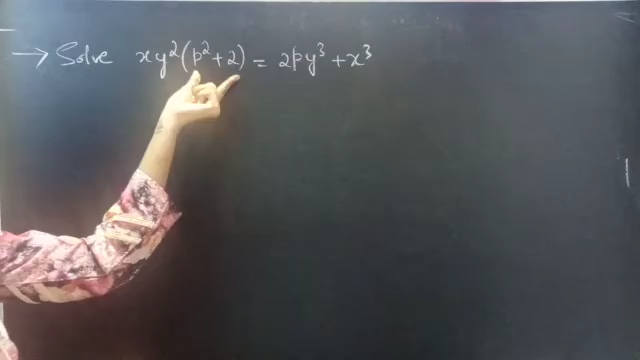 → Solve xy²(p²+2) = 2py³ + x³